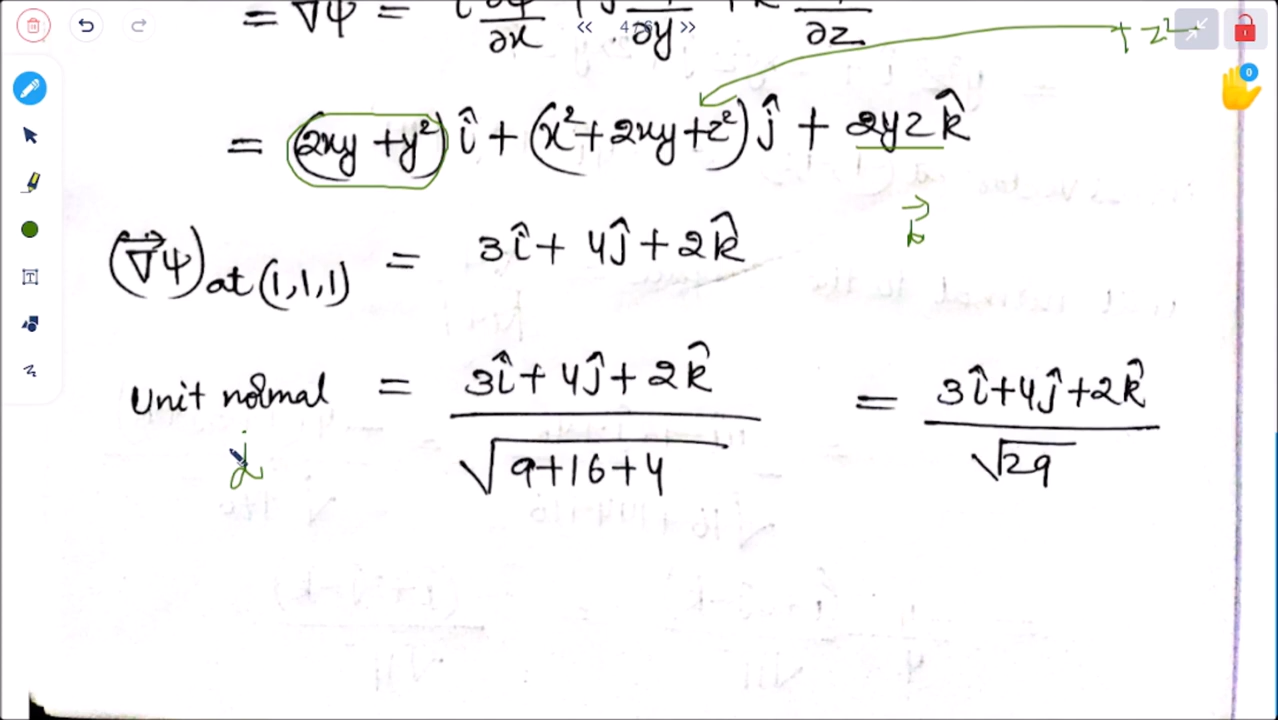 = ∇ψ = î ∂ψ/∂x + ĵ ∂ψ/∂y + k̂ ∂ψ/∂z
+ z²
= (2xy + y²) î + (x² + 2xy + z²) ĵ + 2yz k̂
(∇ψ) at (1,1,1) = 3î + 4ĵ + 2k̂
Unit normal = 3î + 4ĵ + 2k̂ / √9+16+4 = 3î + 4ĵ + 2k̂ / √29